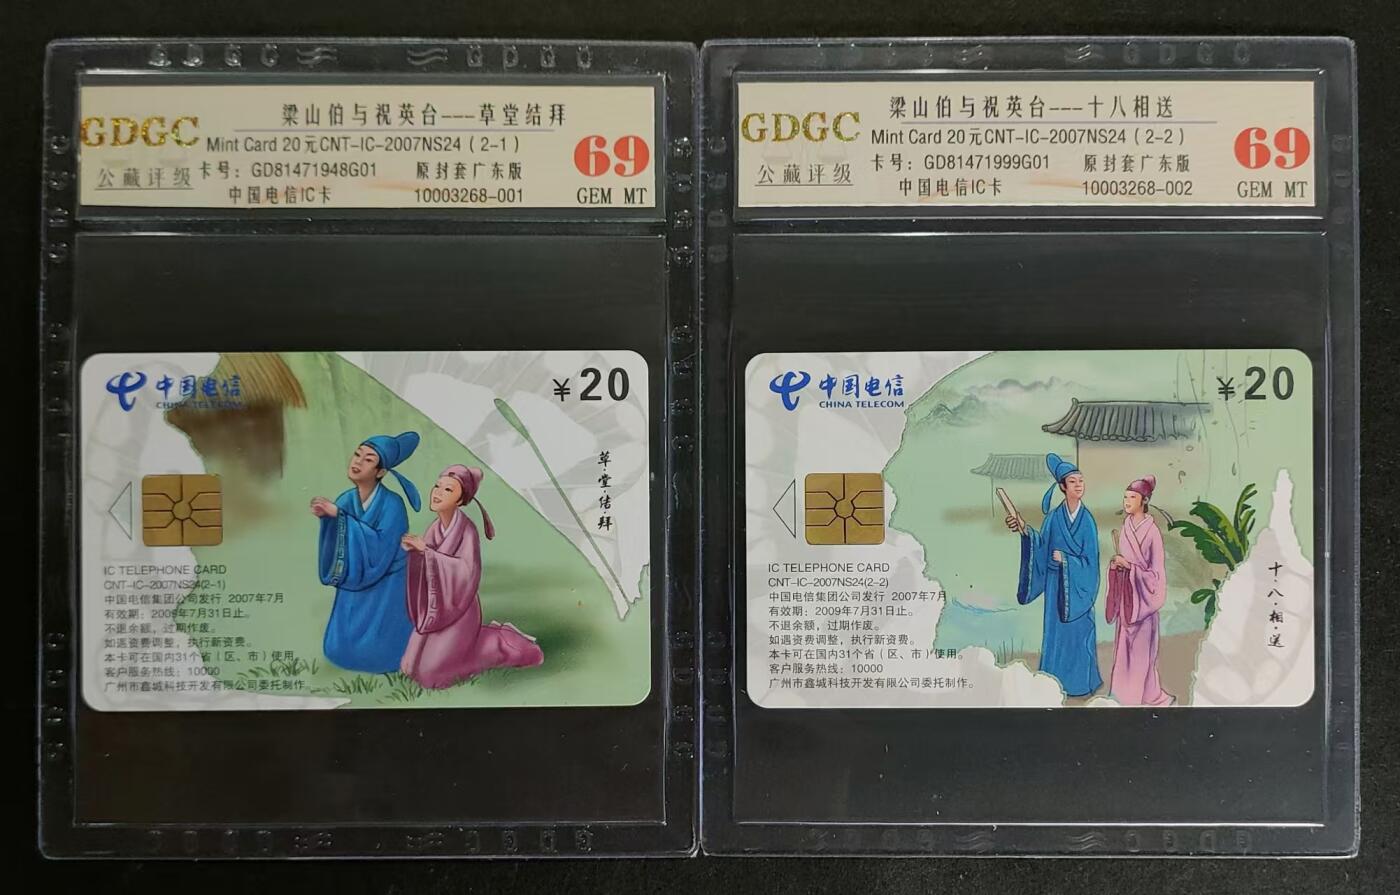 GDGC
公藏评级
梁山伯与祝英台---草堂结拜
Mint Card 20元CNT-IC-2007NS24（2-1）
卡号：GD81471948G01 原封套广东版
中国电信IC卡 10003268-001
69
GEM MT
中国电信
CHINA TELECOM
¥20
草·堂·结·拜
IC TELEPHONE CARD
CNT-IC-2007NS24(2-1)
中国电信集团公司发行 2007年7月
有效期：2009年7月31日止。
不退余额，过期作废。
如遇资费调整，执行新资费。
本卡可在国内31个省（区、市）使用。
客户服务热线：10000
广州市鑫城科技开发有限公司委托制作。
GDGC
公藏评级
梁山伯与祝英台---十八相送
Mint Card 20元CNT-IC-2007NS24（2-2）
卡号：GD81471999G01 原封套广东版
中国电信IC卡 10003268-002
69
GEM MT
中国电信
CHINA TELECOM
¥20
十·八·相·送
IC TELEPHONE CARD
CNT-IC-2007NS24(2-2)
中国电信集团公司发行 2007年7月
有效期：2009年7月31日止。
不退余额，过期作废。
如遇资费调整，执行新资费。
本卡可在国内31个省（区、市）使用。
客户服务热线：10000
广州市鑫城科技开发有限公司委托制作。